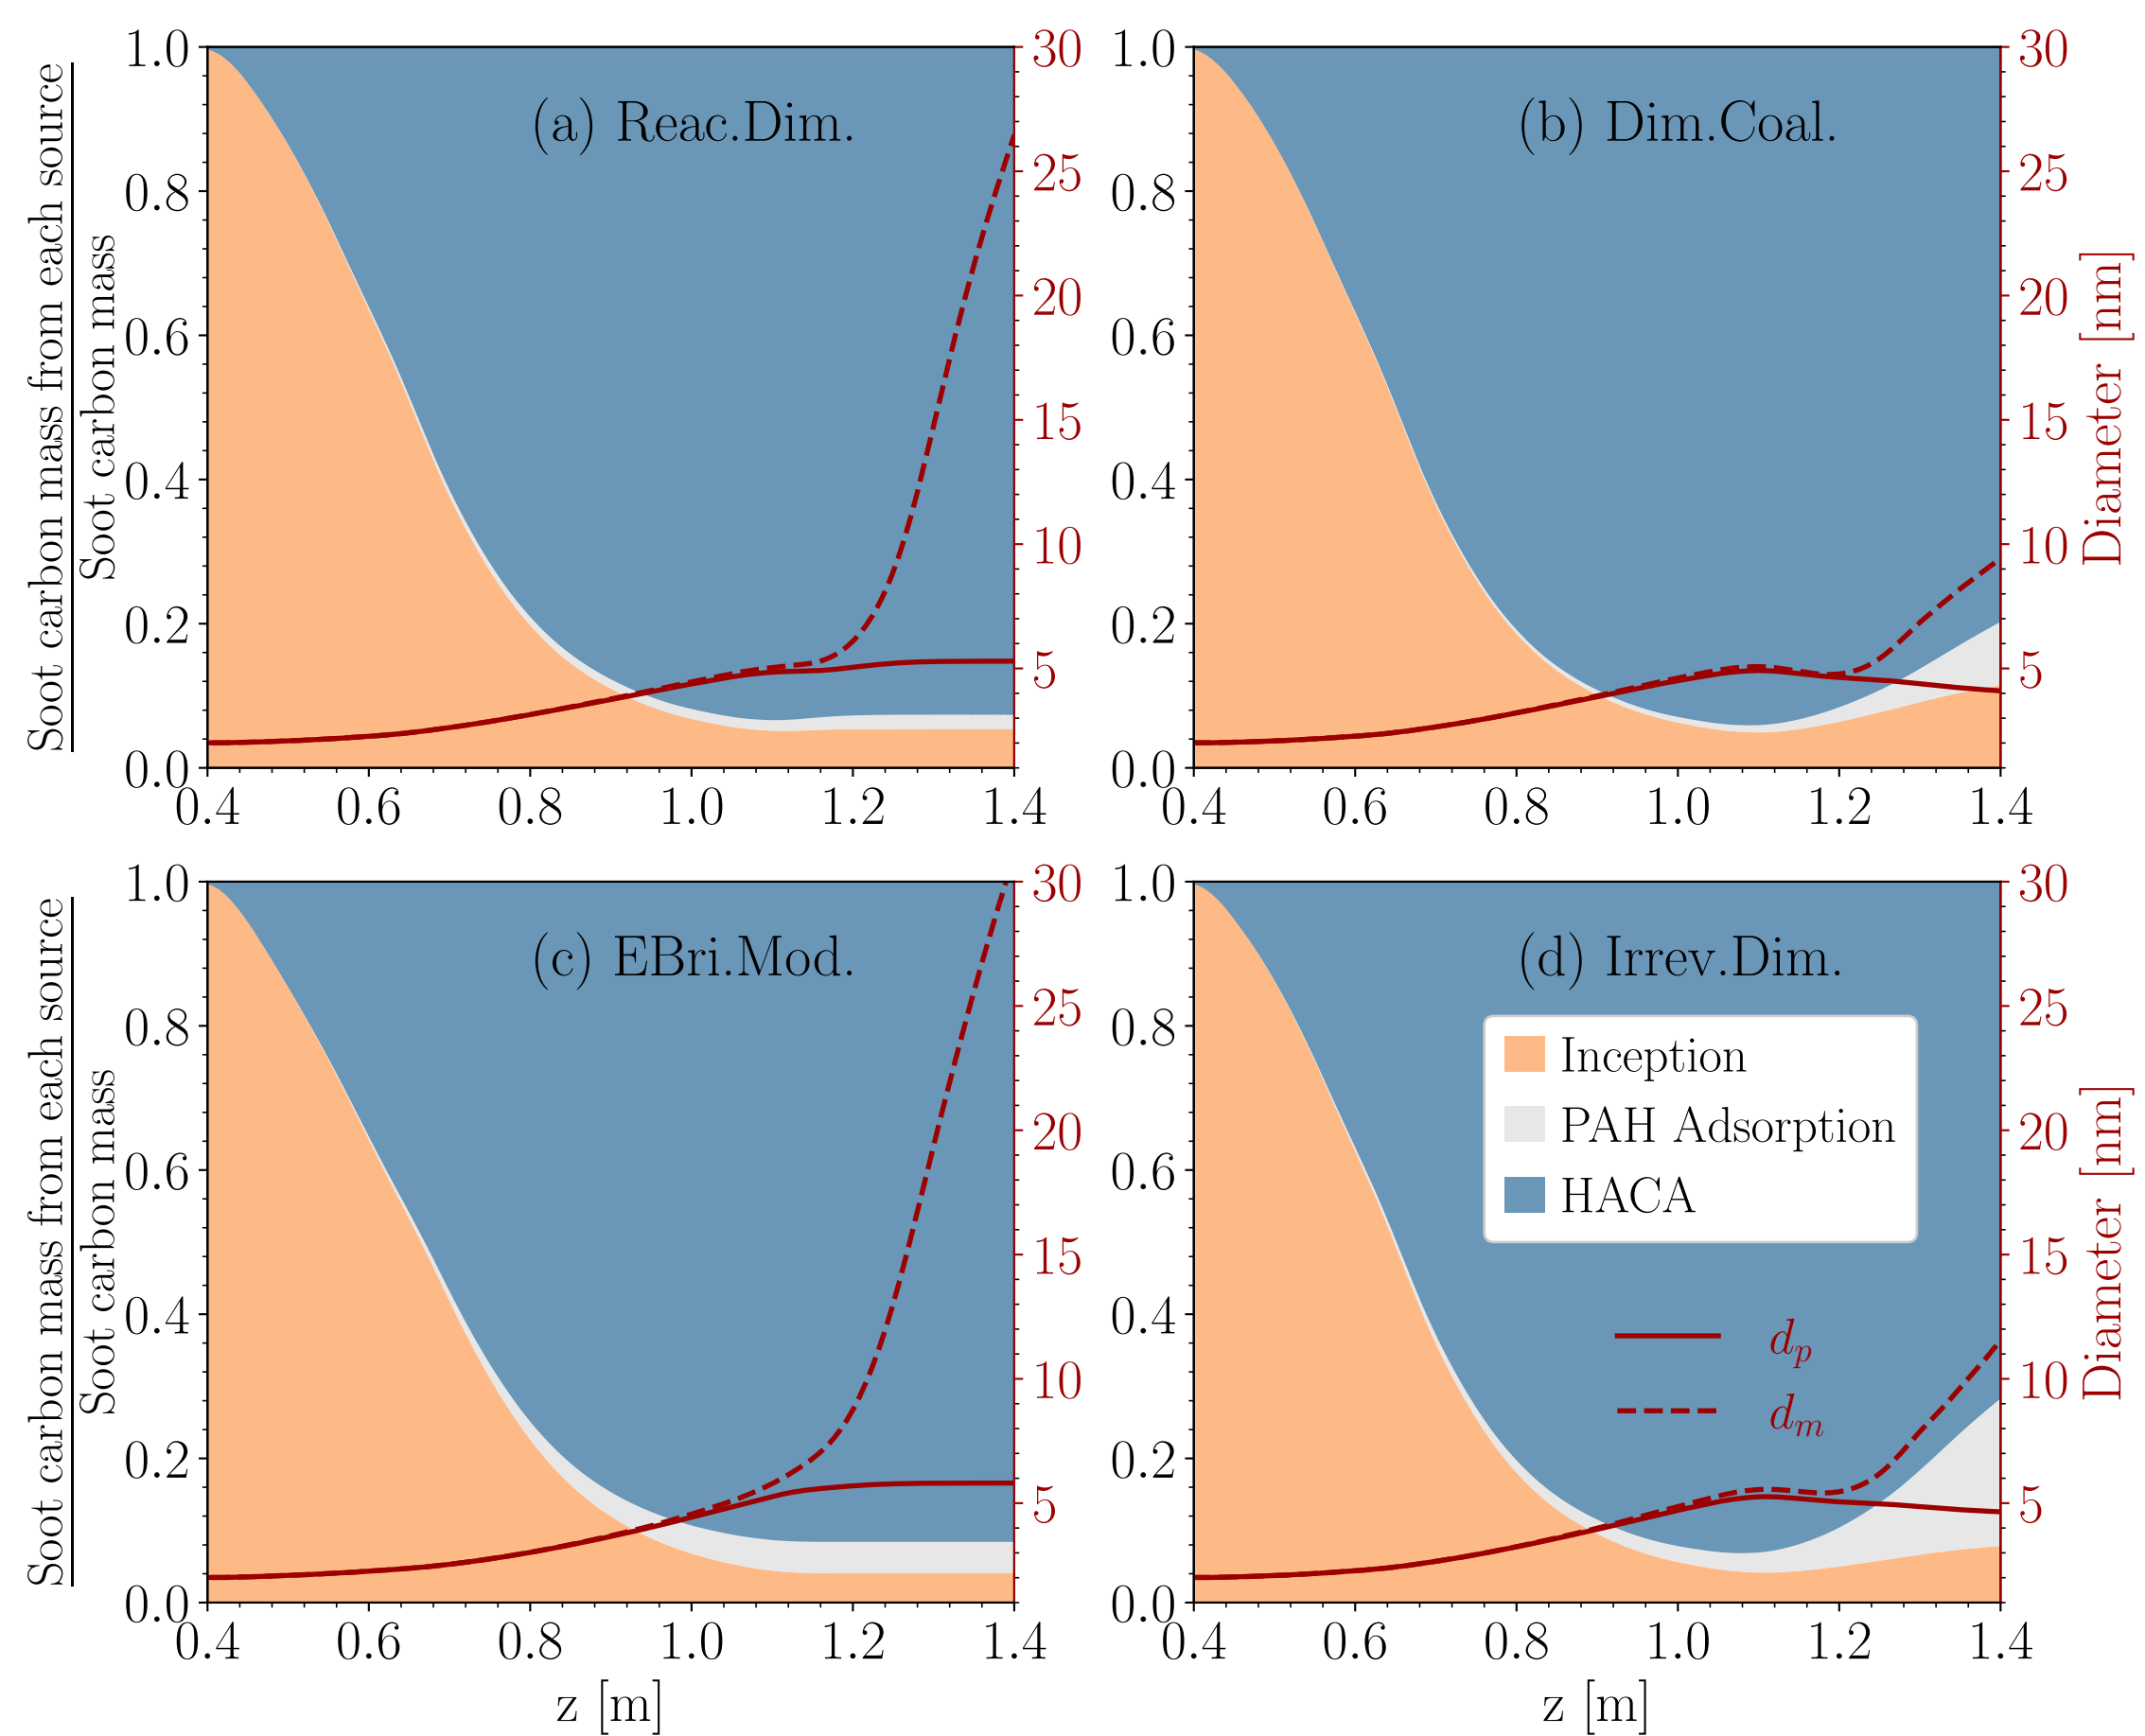 Soot carbon mass from each source
Soot carbon mass
1.0
0.8
0.6
0.4
0.2
0.0
(a) Reac.Dim.
30
25
20
15
10
5
0.4 0.6 0.8 1.0 1.2 1.4
1.0
0.8
0.6
0.4
0.2
0.0
(b) Dim.Coal.
30
25
20
15
10
5
Diameter [nm]
0.4 0.6 0.8 1.0 1.2 1.4
Soot carbon mass from each source
Soot carbon mass
1.0
0.8
0.6
0.4
0.2
0.0
(c) EBri.Mod.
30
25
20
15
10
5
0.4 0.6 0.8 1.0 1.2 1.4
z [m]
1.0
0.8
0.6
0.4
0.2
0.0
(d) Irrev.Dim.
Inception
PAH Adsorption
HACA
d_p
d_m
30
25
20
15
10
5
Diameter [nm]
0.4 0.6 0.8 1.0 1.2 1.4
z [m]